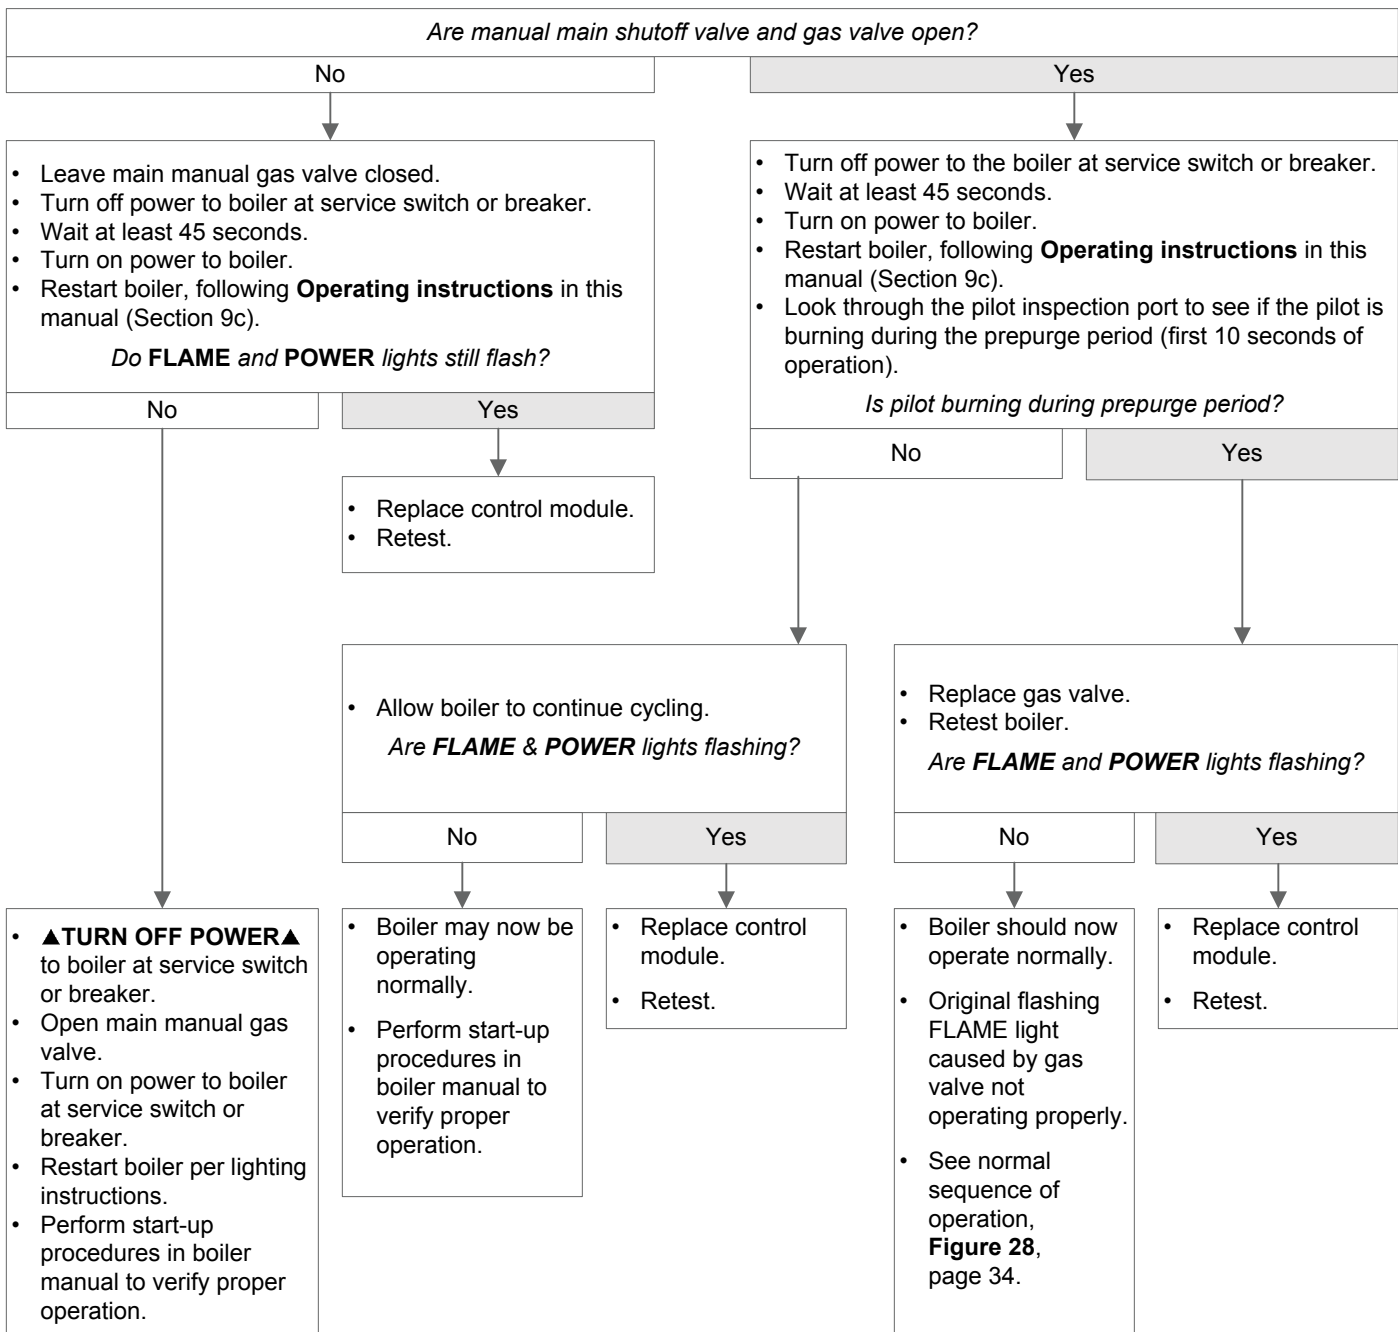 Are manual main shutoff valve and gas valve open?
No
Yes
• Leave main manual gas valve closed.
• Turn off power to boiler at service switch or breaker.
• Wait at least 45 seconds.
• Turn on power to boiler.
• Restart boiler, following Operating instructions in this
manual (Section 9c).
Do FLAME and POWER lights still flash?
No
Yes
• Turn off power to the boiler at service switch or breaker.
• Wait at least 45 seconds.
• Turn on power to boiler.
• Restart boiler, following Operating instructions in this
manual (Section 9c).
• Look through the pilot inspection port to see if the pilot is
burning during the prepurge period (first 10 seconds of
operation).
Is pilot burning during prepurge period?
No
Yes
• Replace control module.
• Retest.
• Allow boiler to continue cycling.
Are FLAME & POWER lights flashing?
No
Yes
• Replace gas valve.
• Retest boiler.
Are FLAME and POWER lights flashing?
No
Yes
• ▲TURN OFF POWER▲
to boiler at service switch
or breaker.
• Open main manual gas
valve.
• Turn on power to boiler
at service switch or
breaker.
• Restart boiler per lighting
instructions.
• Perform start-up
procedures in boiler
manual to verify proper
operation.
• Boiler may now be
operating
normally.
• Perform start-up
procedures in
boiler manual to
verify proper
operation.
• Replace control
module.
• Retest.
• Boiler should now
operate normally.
• Original flashing
FLAME light
caused by gas
valve not
operating properly.
• See normal
sequence of
operation,
Figure 28,
page 34.
• Replace control
module.
• Retest.